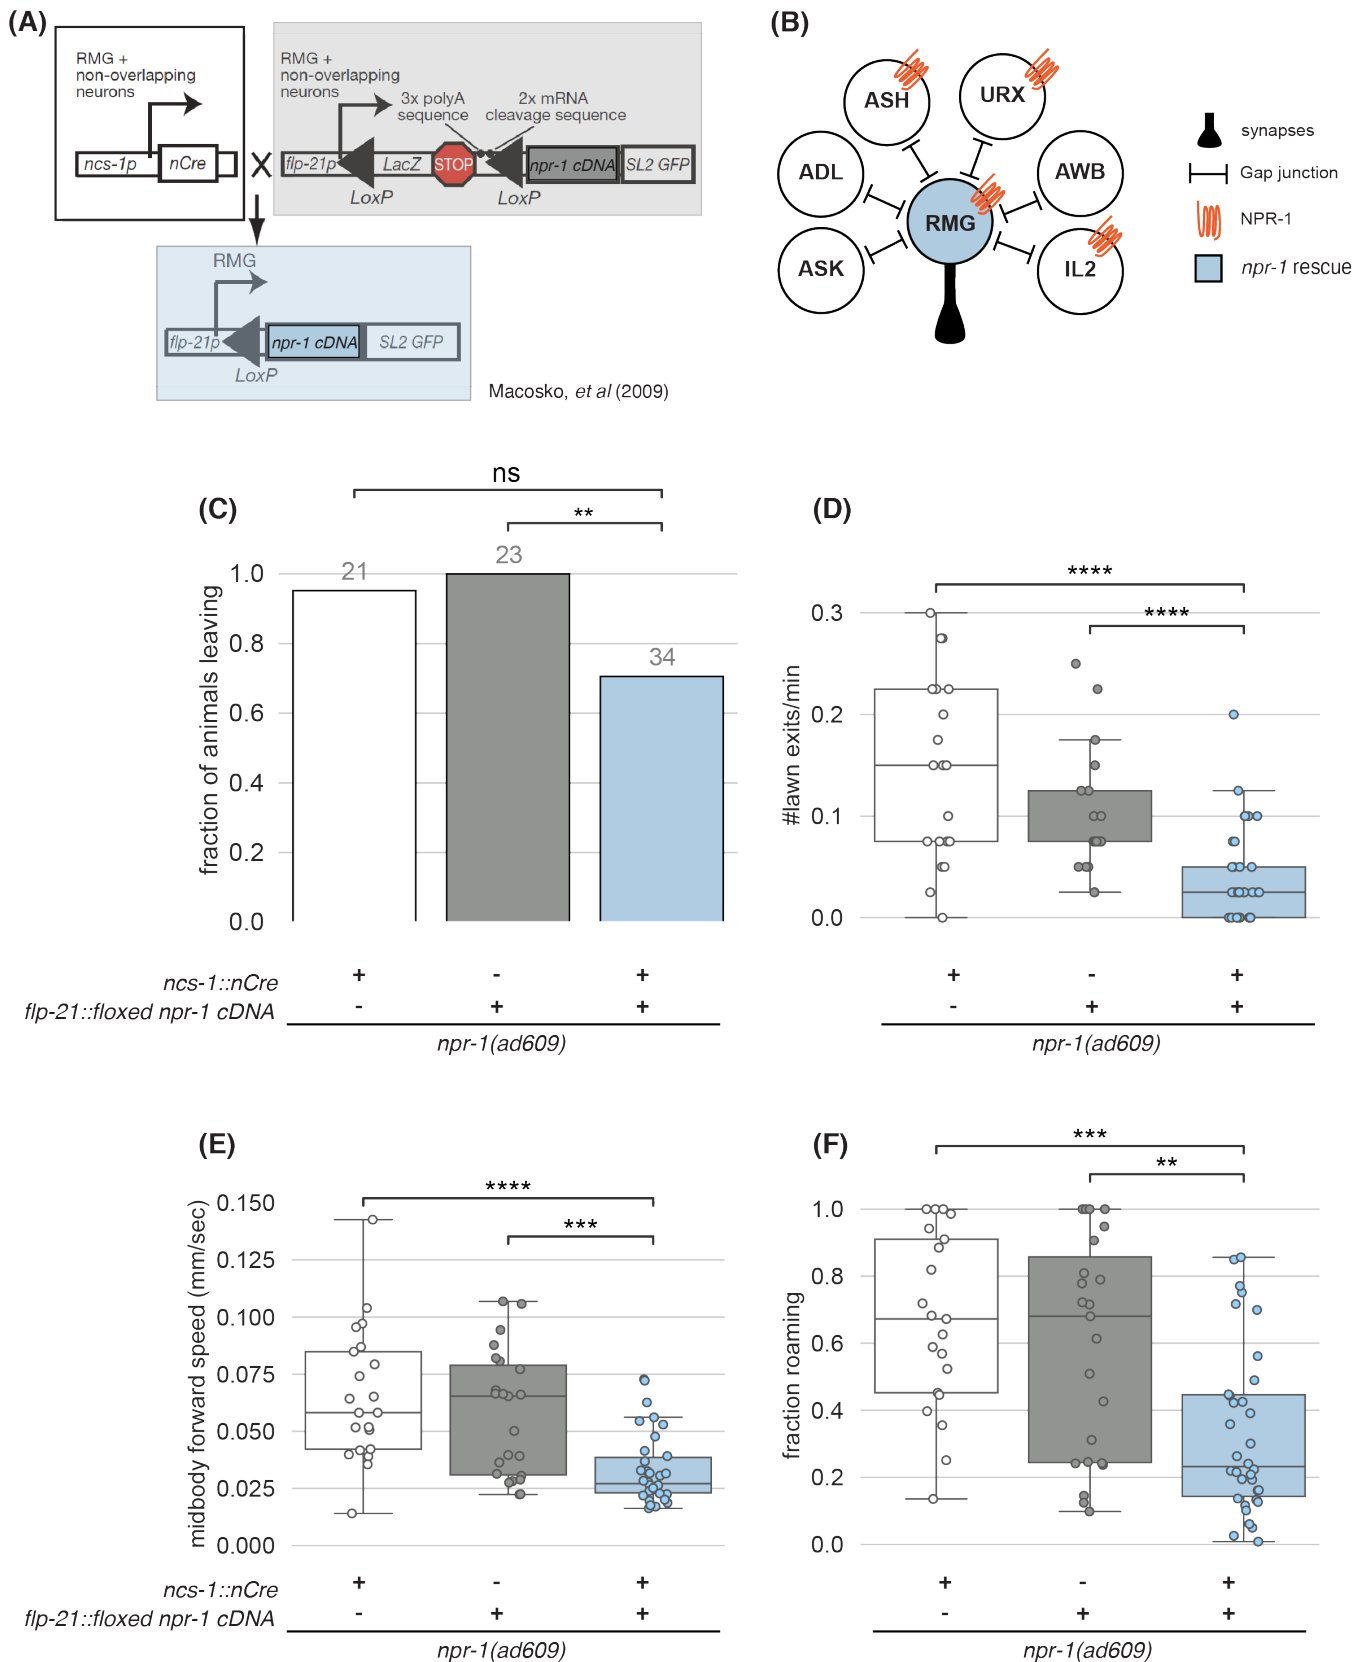 (A)
RMG +
non-overlapping
neurons
ncs-1p
nCre
X
RMG +
non-overlapping
neurons
3x polyA
sequence
2x mRNA
cleavage sequence
flp-21p
LacZ
STOP
npr-1 cDNA
SL2 GFP
LoxP
LoxP
RMG
flp-21p
npr-1 cDNA
SL2 GFP
LoxP
Macosko, et al (2009)
(B)
ASH
URX
ADL
AWB
RMG
ASK
IL2
synapses
Gap junction
NPR-1
npr-1 rescue
(C)
ns
**
fraction of animals leaving
1.0
0.8
0.6
0.4
0.2
0.0
21
23
34
ncs-1::nCre + - +
flp-21::floxed npr-1 cDNA - + +
npr-1(ad609)
(D)
****
****
#lawn exits/min
0.3
0.2
0.1
0.0
+ - +
- + +
npr-1(ad609)
(E)
****
***
midbody forward speed (mm/sec)
0.150
0.125
0.100
0.075
0.050
0.025
0.000
ncs-1::nCre + - +
flp-21::floxed npr-1 cDNA - + +
npr-1(ad609)
(F)
***
**
fraction roaming
1.0
0.8
0.6
0.4
0.2
0.0
+ - +
- + +
npr-1(ad609)